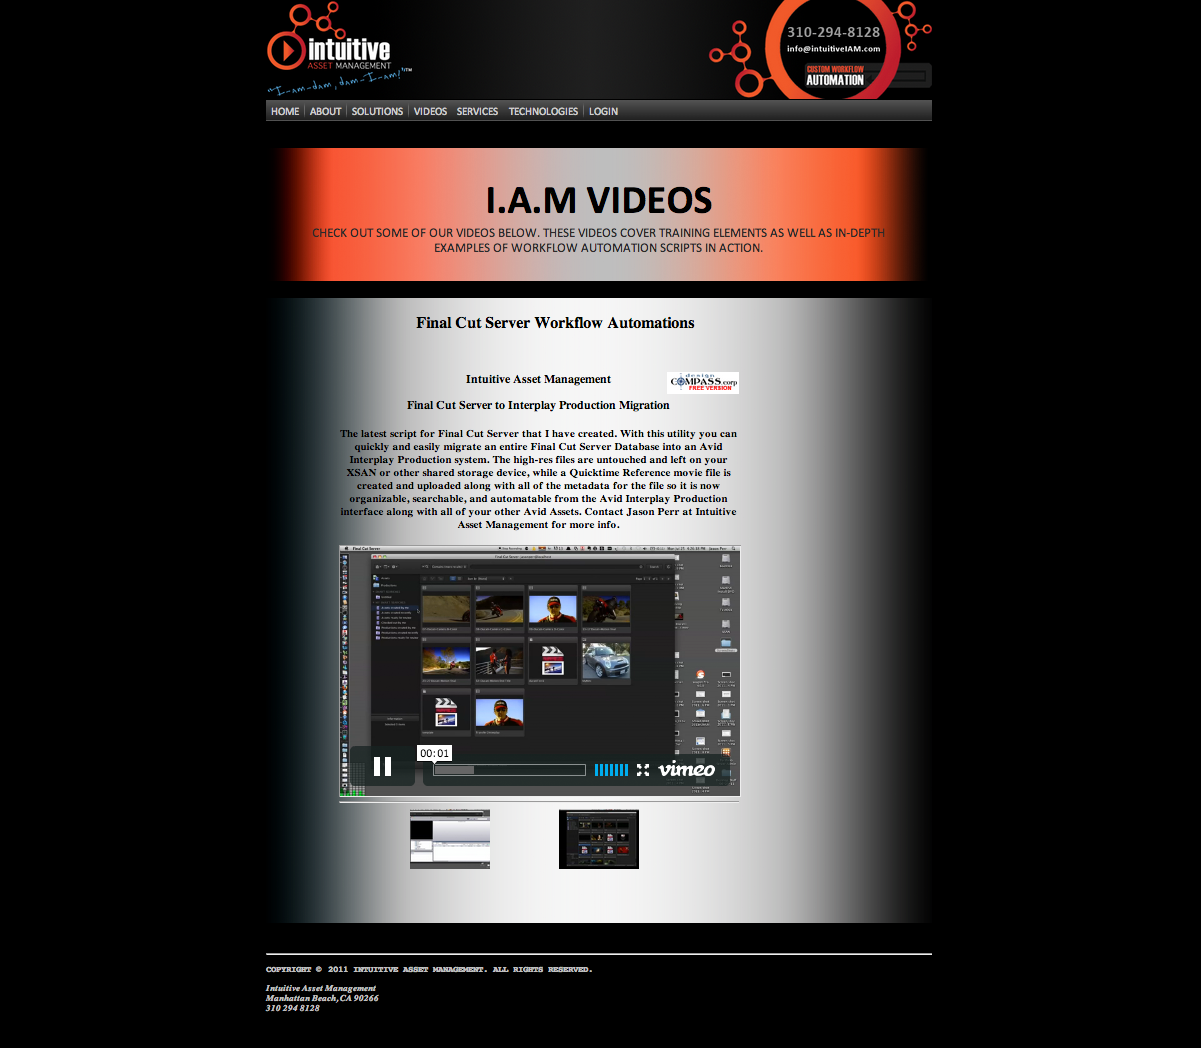 intuitive
ASSET MANAGEMENT
"I-am-dam, dam-I-am!"™
310-294-8128
info@intuitiveIAM.com
CUSTOM WORKFLOW
AUTOMATION
HOME ABOUT SOLUTIONS VIDEOS SERVICES TECHNOLOGIES LOGIN
I.A.M VIDEOS
CHECK OUT SOME OF OUR VIDEOS BELOW. THESE VIDEOS COVER TRAINING ELEMENTS AS WELL AS IN-DEPTH
EXAMPLES OF WORKFLOW AUTOMATION SCRIPTS IN ACTION.
Final Cut Server Workflow Automations
Intuitive Asset Management
design
COMPASS.corp
FREE VERSION
Final Cut Server to Interplay Production Migration
The latest script for Final Cut Server that I have created. With this utility you can
quickly and easily migrate an entire Final Cut Server Database into an Avid
Interplay Production system. The high-res files are untouched and left on your
XSAN or other shared storage device, while a Quicktime Reference movie file is
created and uploaded along with all of the metadata for the file so it is now
organizable, searchable, and automatable from the Avid Interplay Production
interface along with all of your other Avid Assets. Contact Jason Perr at Intuitive
Asset Management for more info.
Final Cut Server
00:01
vimeo
COPYRIGHT © 2011 INTUITIVE ASSET MANAGEMENT. ALL RIGHTS RESERVED.
Intuitive Asset Management
Manhattan Beach,CA 90266
310 294 8128